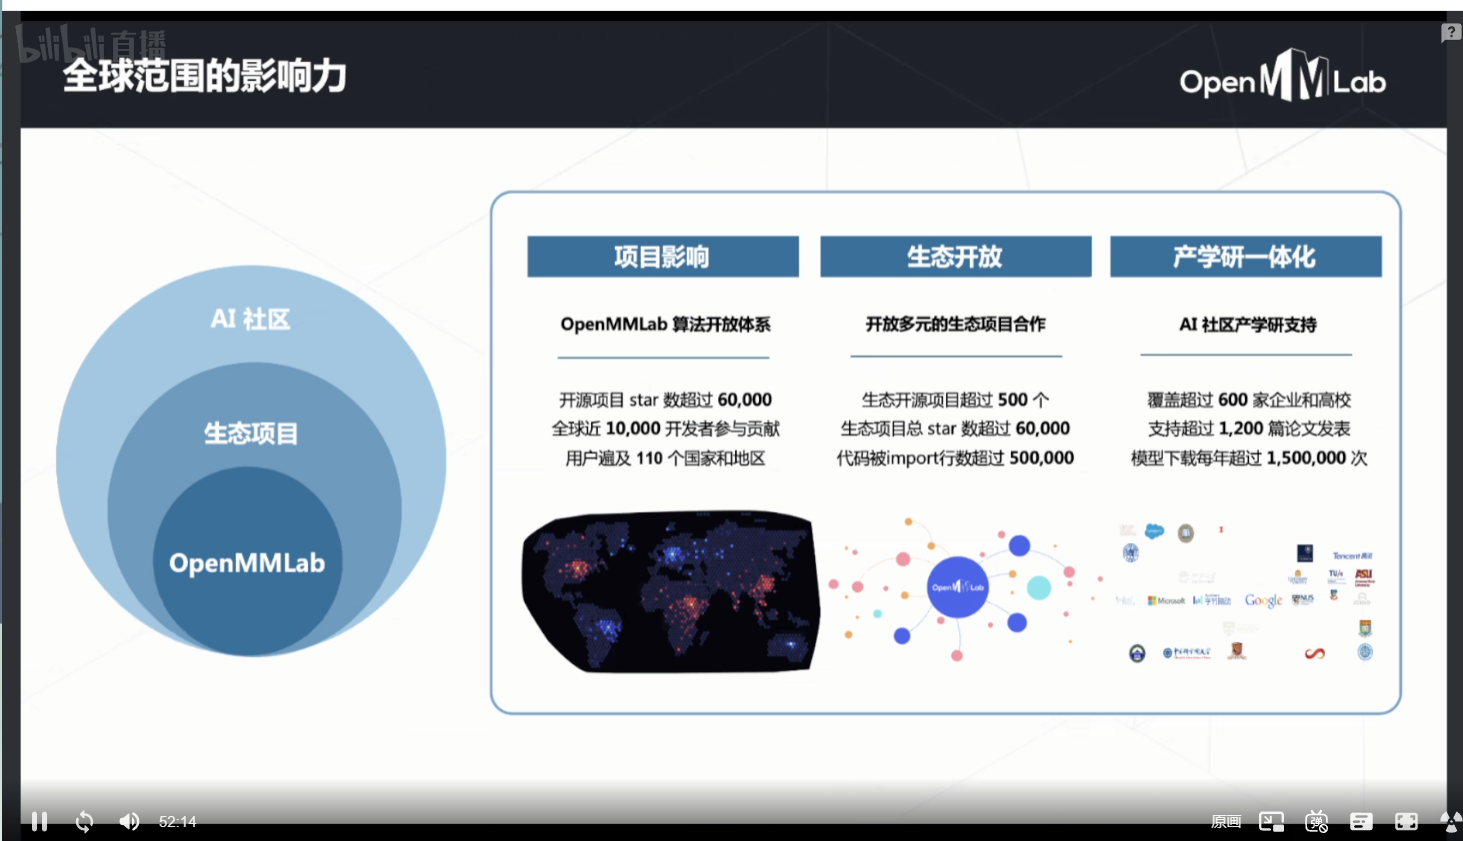 bilibili 直播
全球范围的影响力
OpenMMLab
AI 社区
生态项目
OpenMMLab
项目影响
OpenMMLab 算法开放体系
开源项目 star 数超过 60,000
全球近 10,000 开发者参与贡献
用户遍及 110 个国家和地区
生态开放
开放多元的生态项目合作
生态开源项目超过 500 个
生态项目总 star 数超过 60,000
代码被import行数超过 500,000
OpenMMLab
产学研一体化
AI 社区产学研支持
覆盖超过 600 家企业和高校
支持超过 1,200 篇论文发表
模型下载每年超过 1,500,000 次
Tencent 腾讯
TU/e
ASU
Microsoft
字节跳动
Google
NUS
52:14
原画
弹